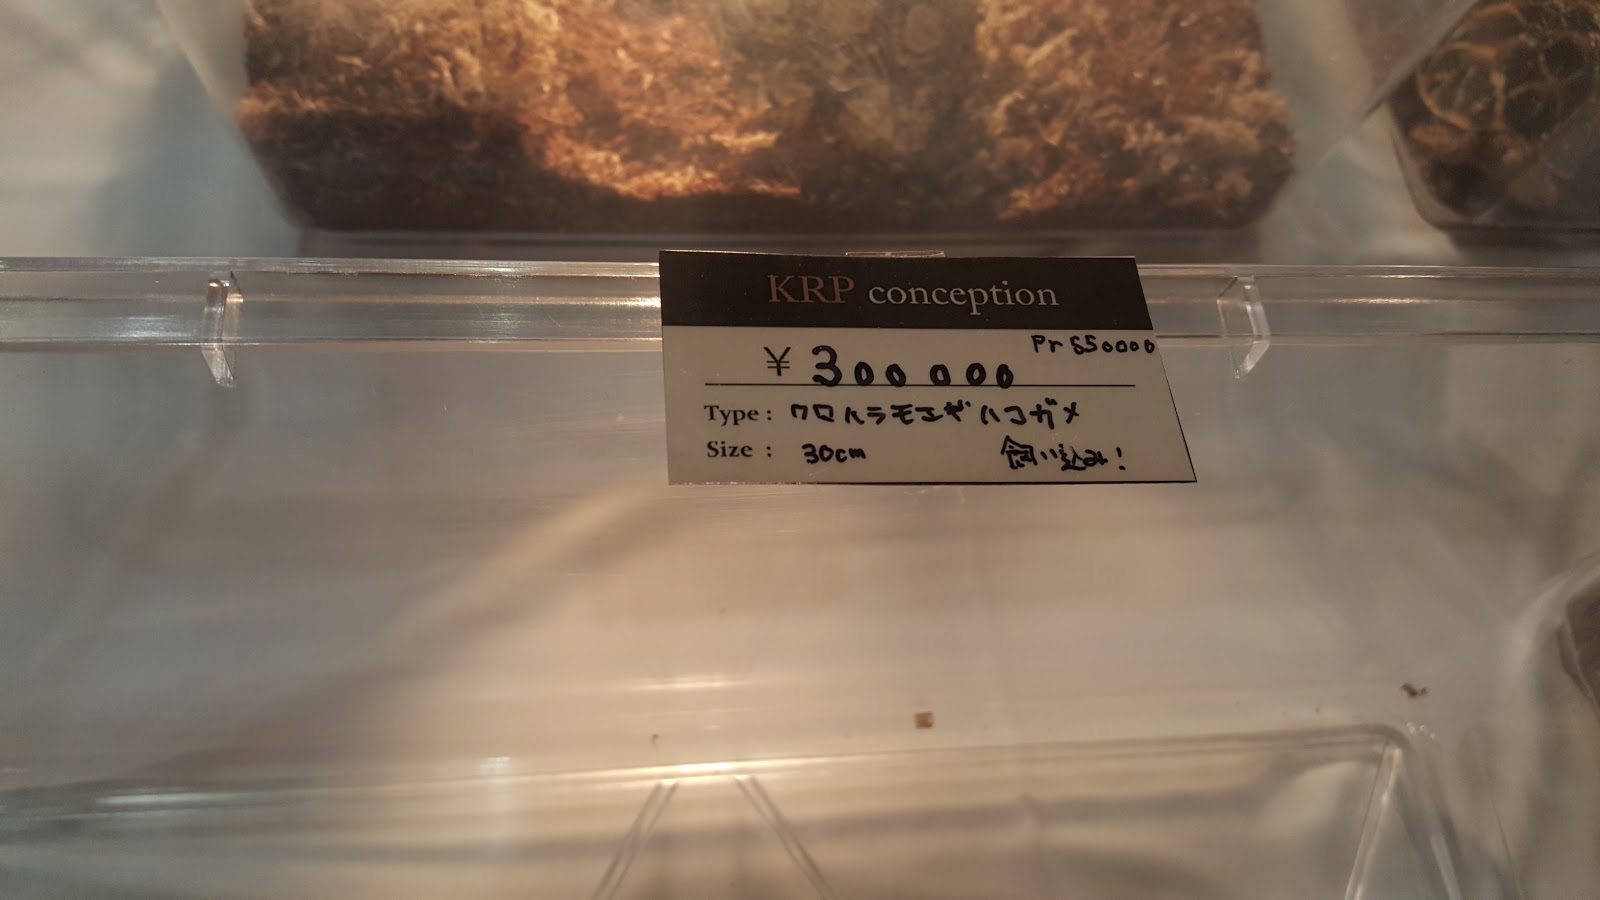 KRP conception
Pr 550000
¥ 300000
Type : クロハラモエギハコガメ
Size : 30cm 飼い込み!